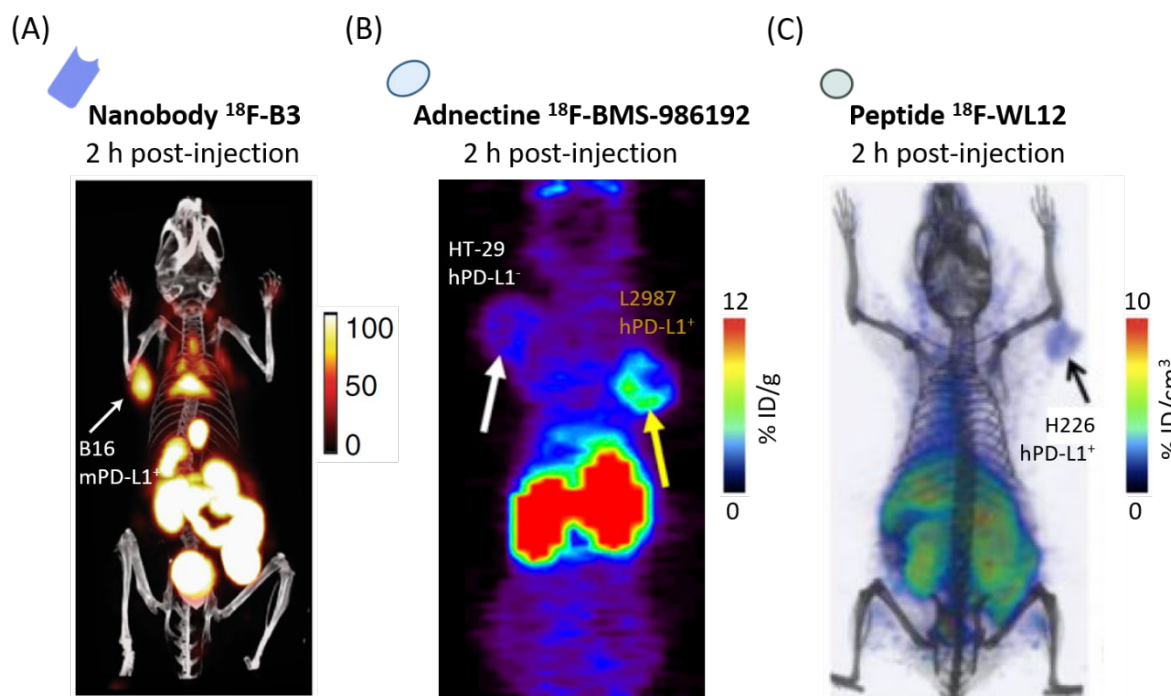 (A)
Nanobody ¹⁸F-B3
2 h post-injection
B16
mPD-L1⁺
100
50
0
(B)
Adnectine ¹⁸F-BMS-986192
2 h post-injection
HT-29
hPD-L1⁻
L2987
hPD-L1⁺
12
% ID/g
0
(C)
Peptide ¹⁸F-WL12
2 h post-injection
H226
hPD-L1⁺
10
% ID/cm³
0